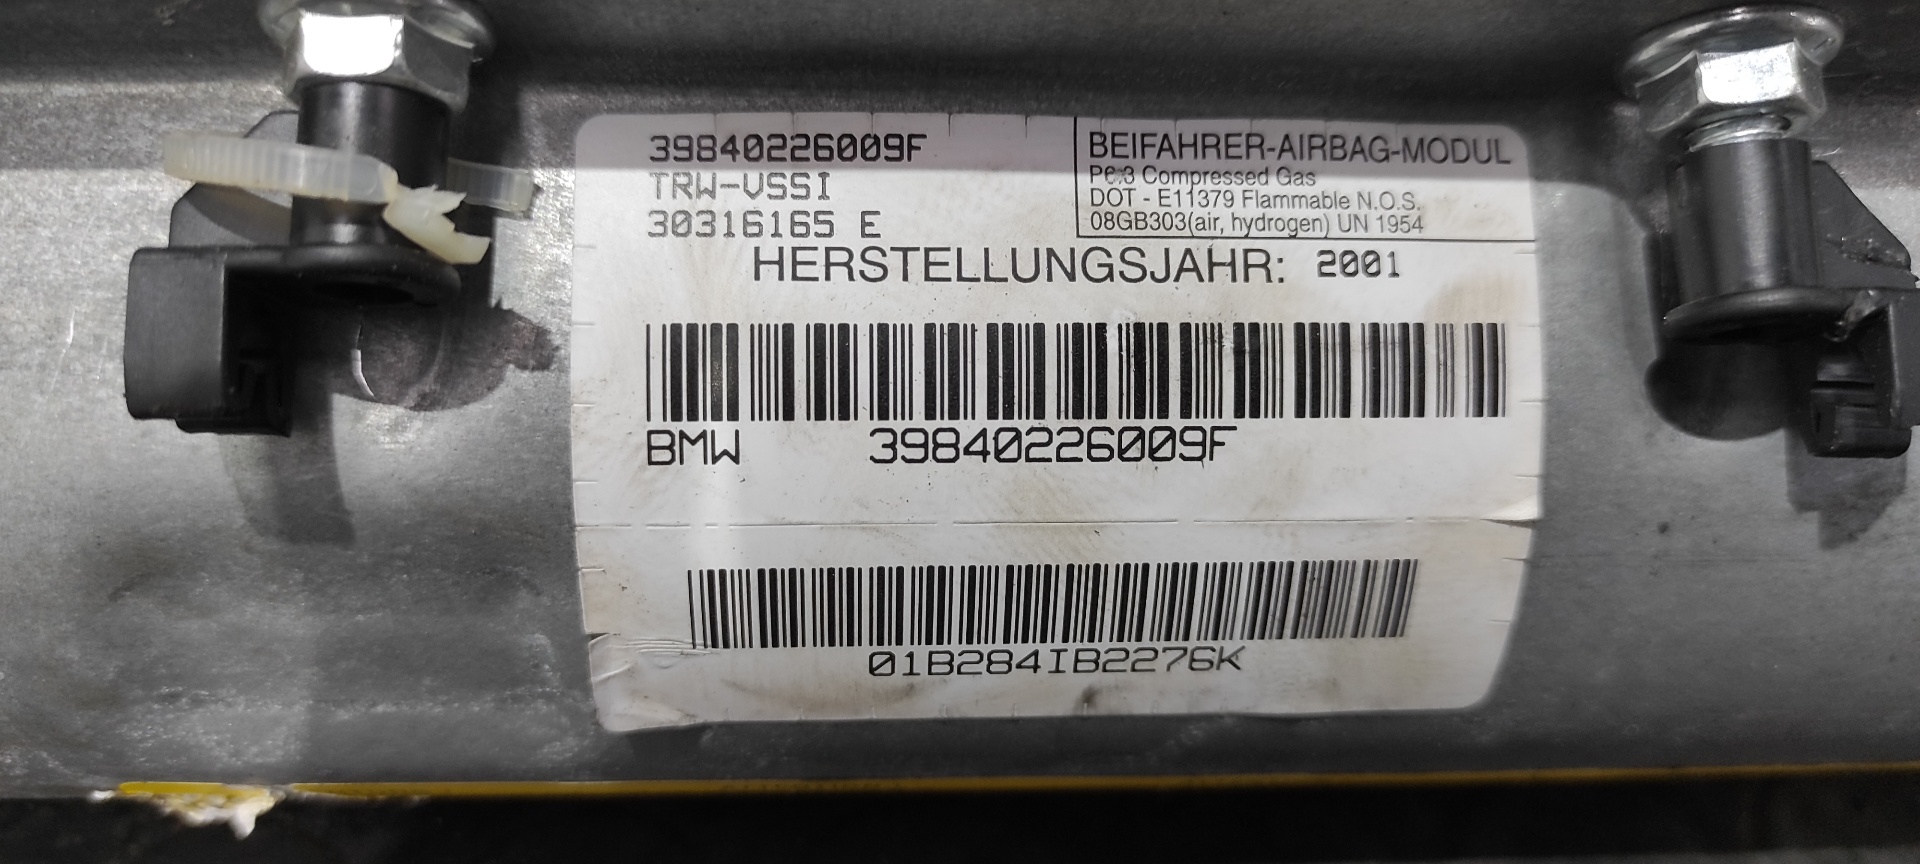 39840226009F
TRW-VSSI
30316165 E
BEIFAHRER-AIRBAG-MODUL
Compressed Gas
DOT - E11379 Flammable N.O.S.
08GB303(air, hydrogen) UN 1954
HERSTELLUNGSJAHR: 2001
BMW 39840226009F
01B284IB2276K